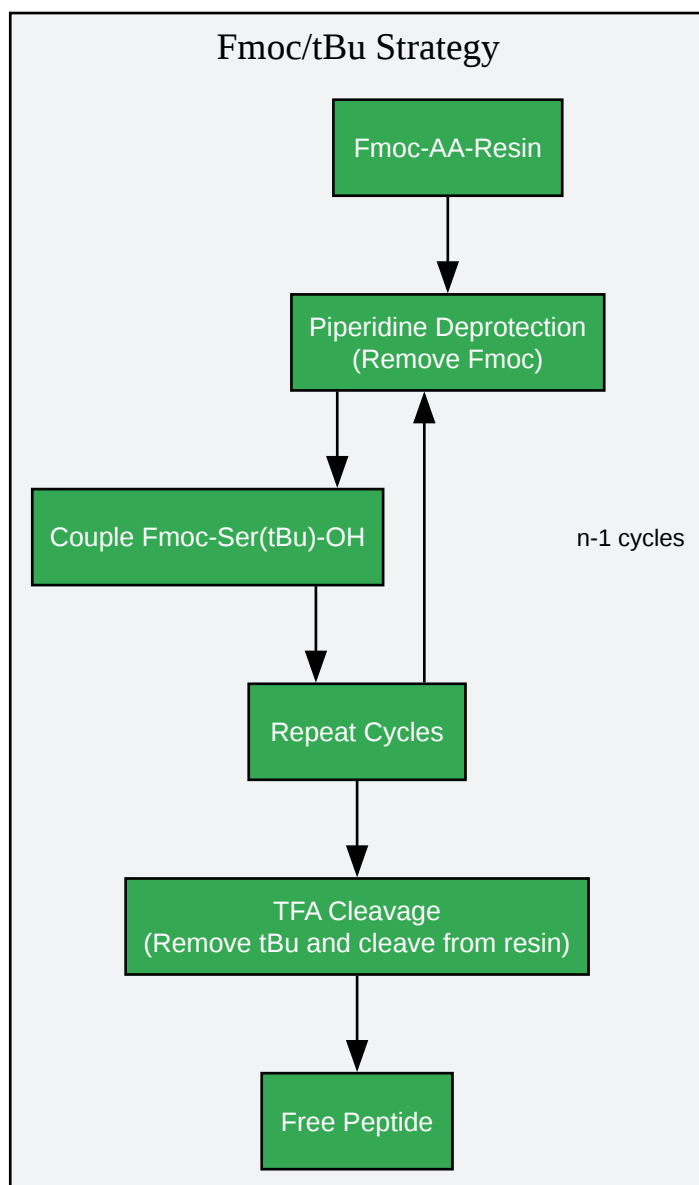 Fmoc/tBu Strategy
Fmoc-AA-Resin
Piperidine Deprotection
(Remove Fmoc)
Couple Fmoc-Ser(tBu)-OH
n-1 cycles
Repeat Cycles
TFA Cleavage
(Remove tBu and cleave from resin)
Free Peptide